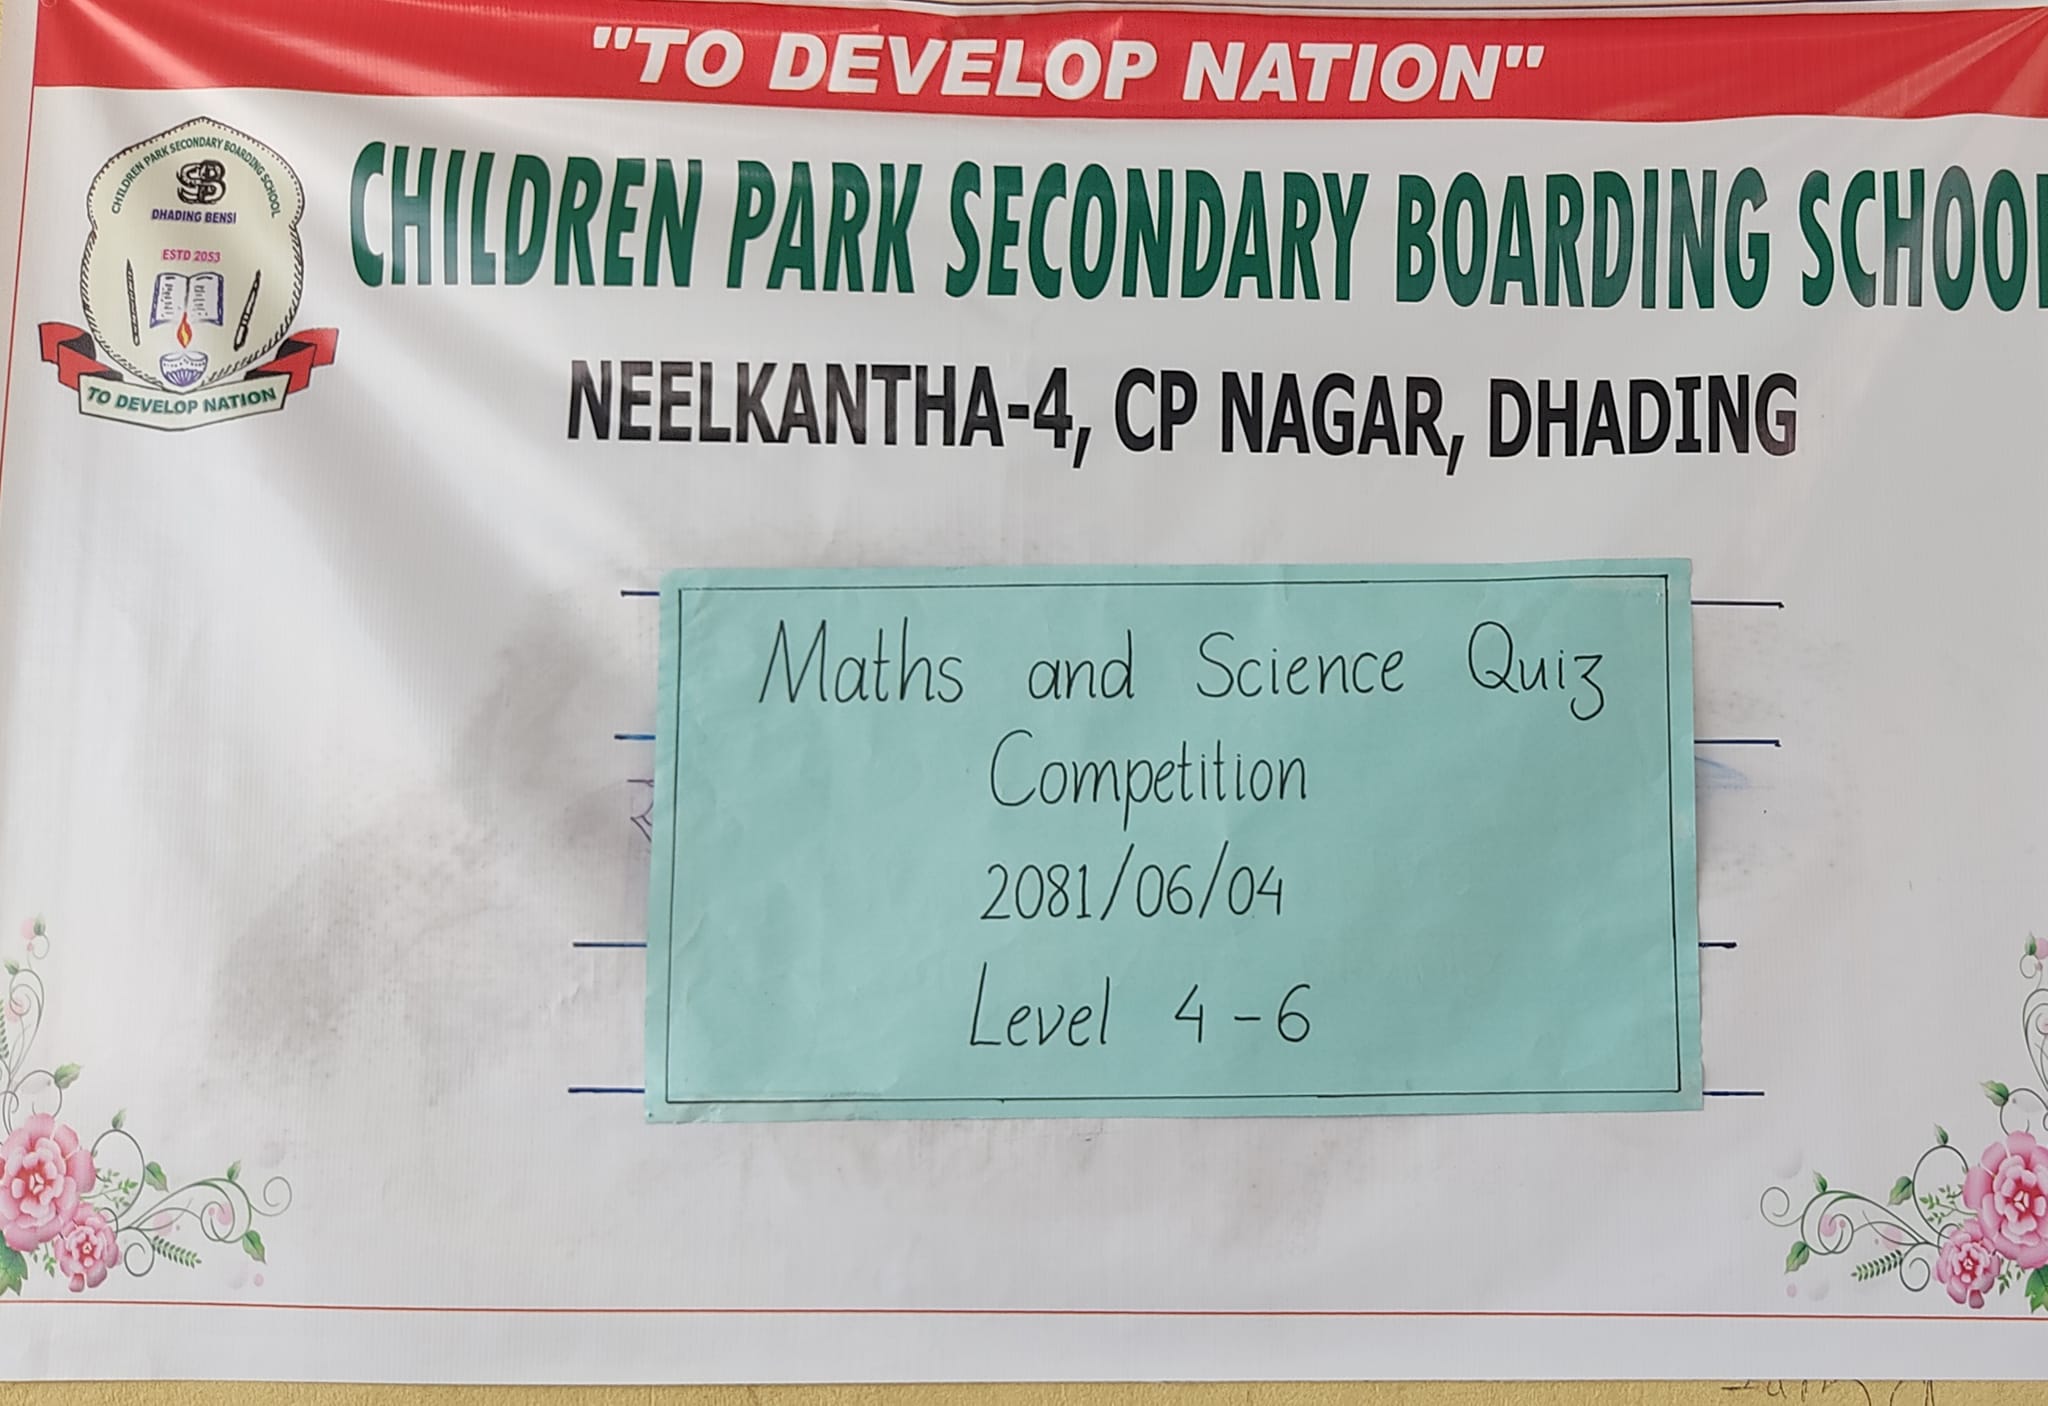 "TO DEVELOP NATION"
CHILDREN PARK SECONDARY BOARDING SCHOOL
DHADING BENSI
ESTD 2053
TO DEVELOP NATION
CHILDREN PARK SECONDARY BOARDING SCHOOL
NEELKANTHA-4, CP NAGAR, DHADING
Maths and Science Quiz
Competition
2081/06/04
Level 4-6